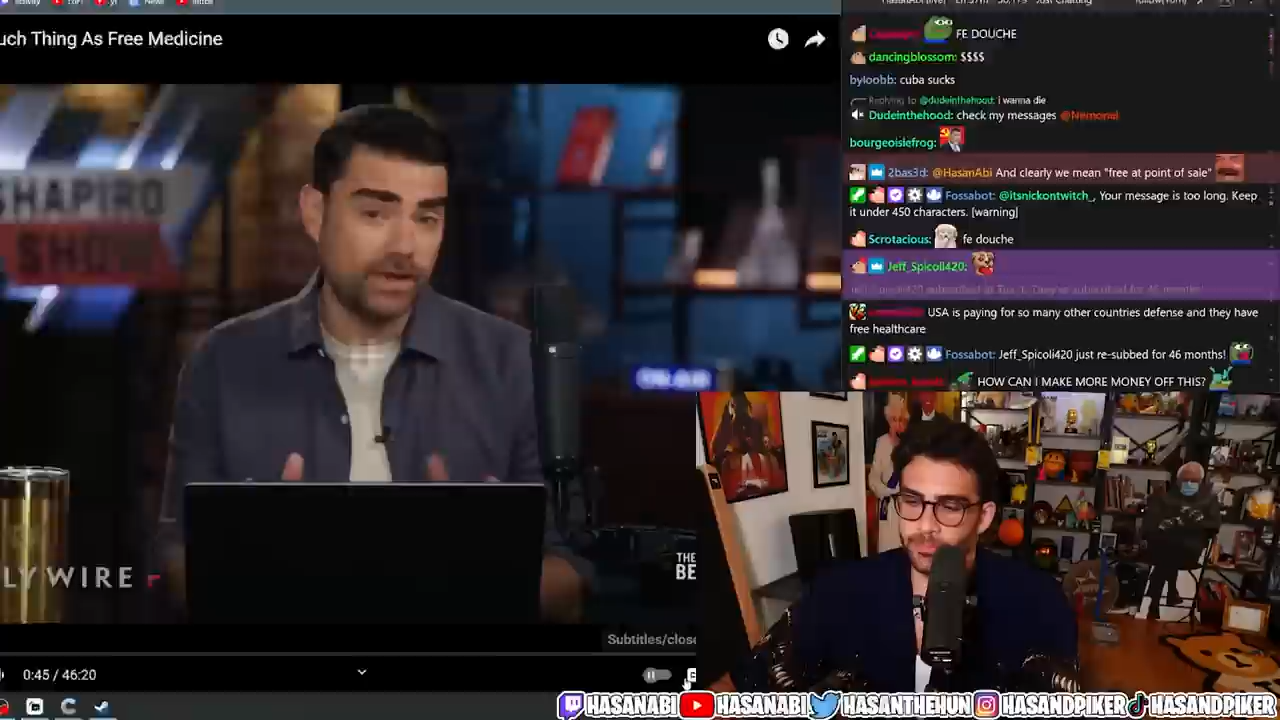 uch Thing As Free Medicine
FE DOUCHE
dancingblossom: $$$$
byloobb: cuba sucks
Replying to @dudeinthehood: i wanna die
Dudeinthehood: check my messages
bourgeoisiefrog:
2bas3d: @HasanAbi And clearly we mean "free at point of sale"
Fossabot: @itsnickontwitch_, Your message is too long. Keep
it under 450 characters. [warning]
Scrotacious: fe douche
Jeff_Spicoli420:
USA is paying for so many other countries defense and they have
free healthcare
Fossabot: Jeff_Spicoli420 just re-subbed for 46 months!
HOW CAN I MAKE MORE MONEY OFF THIS?
SHAPIRO
SHOW
LY WIRE
THE
BE
Subtitles/close
0:45 / 46:20
HASANABI HASANABI HASANTHEHUN HASANDPIKER HASANDPIKER